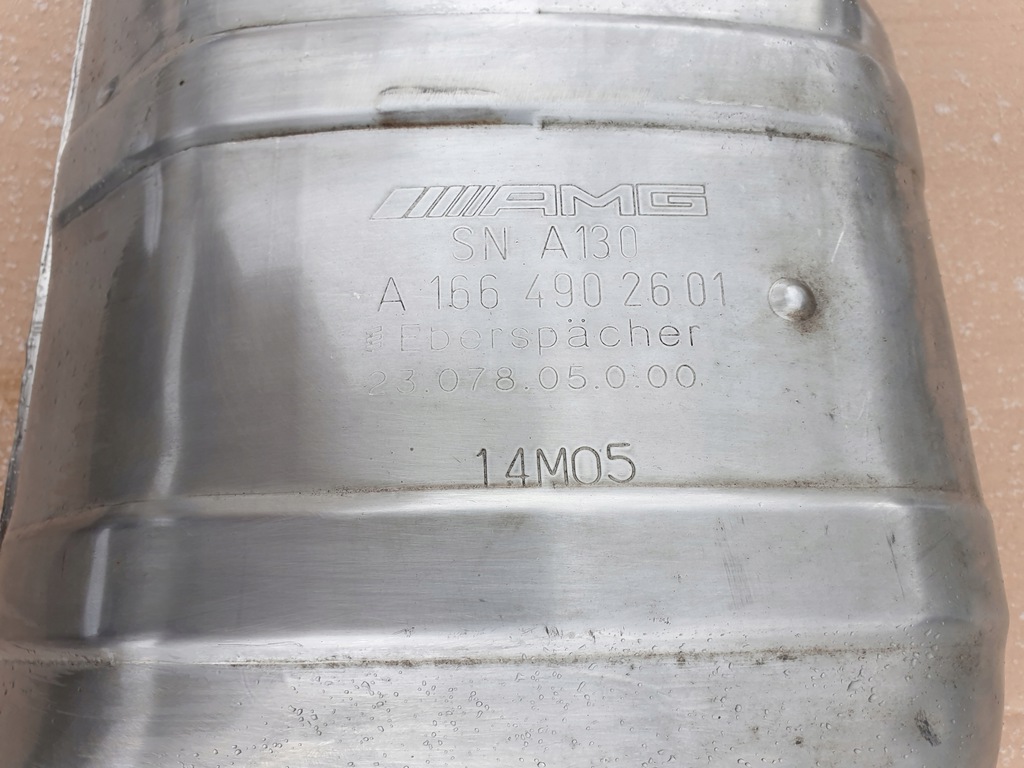 AMG
SN A130
A 166 490 26 01
Eberspächer
23.078.05.0.00
14M05